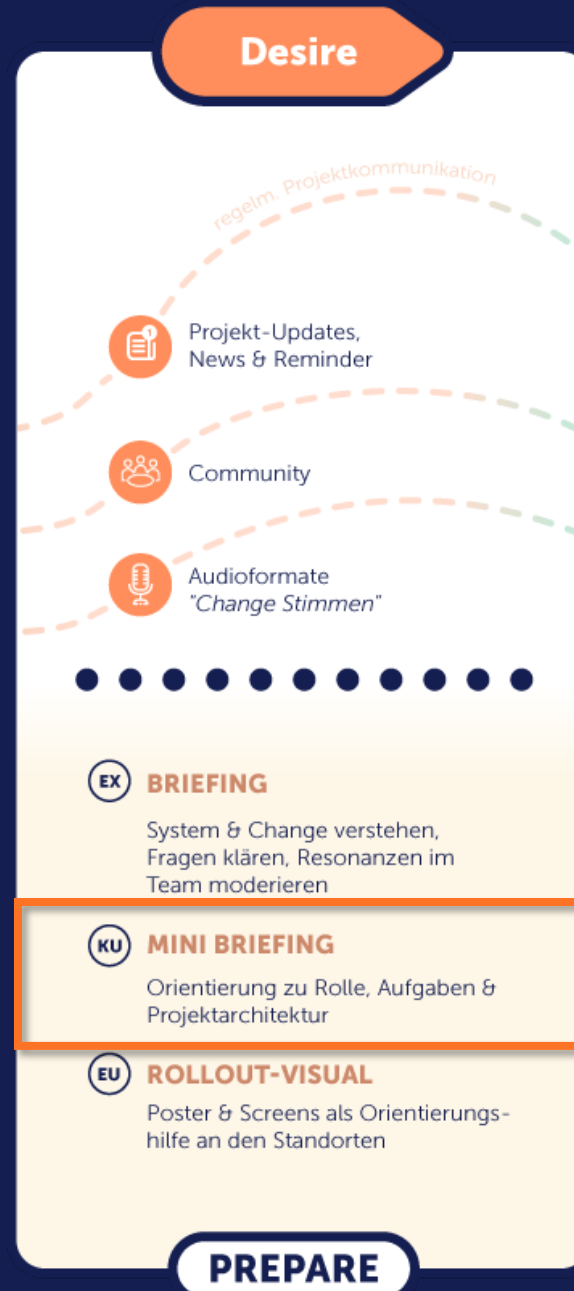 Desire
regelm. Projektkommunikation
1
Projekt-Updates,
News & Reminder
Community
Audioformate
"Change Stimmen"
EX
BRIEFING
System & Change verstehen,
Fragen klären, Resonanzen im
Team moderieren
KU
MINI BRIEFING
Orientierung zu Rolle, Aufgaben &
Projektarchitektur
EU
ROLLOUT-VISUAL
Poster & Screens als Orientierungs-
hilfe an den Standorten
PREPARE